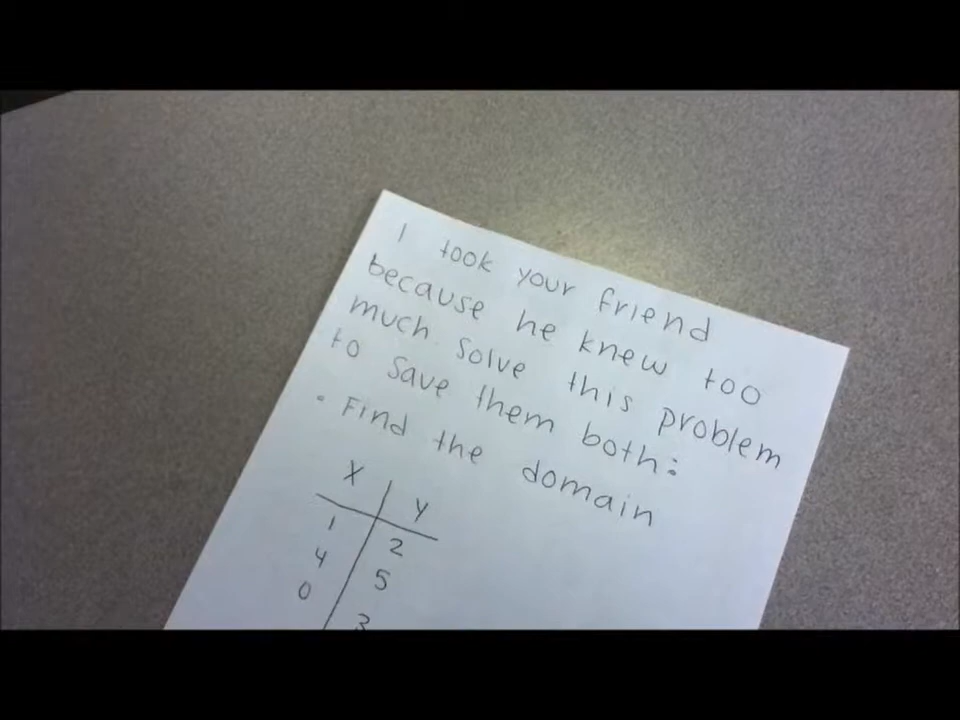 I took your friend
because he knew too
much solve this problem
to save them both:
• Find the domain
X Y
1 2
4 5
0 3